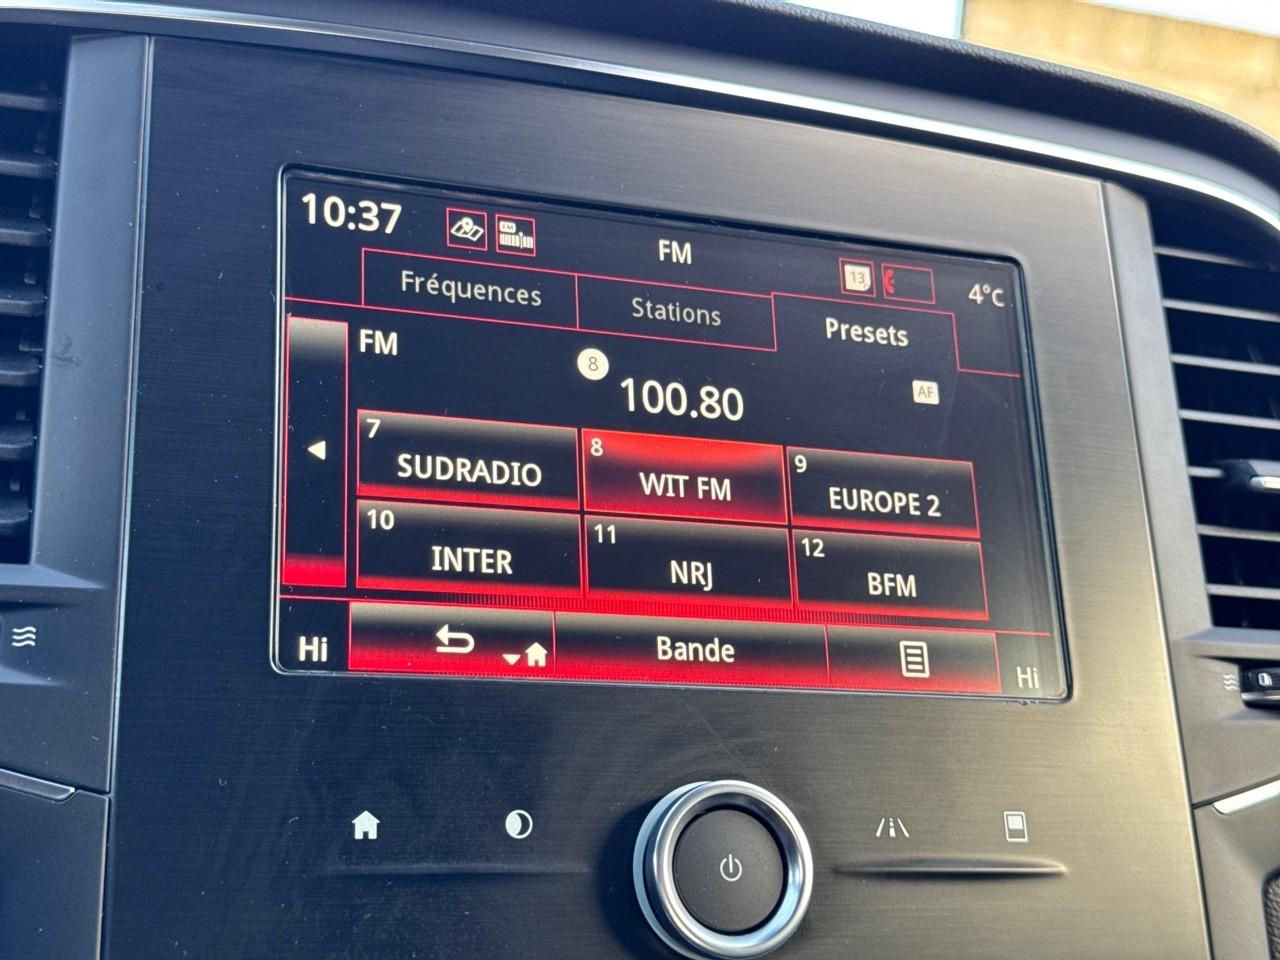 10:37
FM
FM
13
4°C
Fréquences
Stations
Presets
FM
8
100.80
AF
7
SUDRADIO
8
WIT FM
9
EUROPE 2
10
INTER
11
NRJ
12
BFM
Hi
Bande
Hi